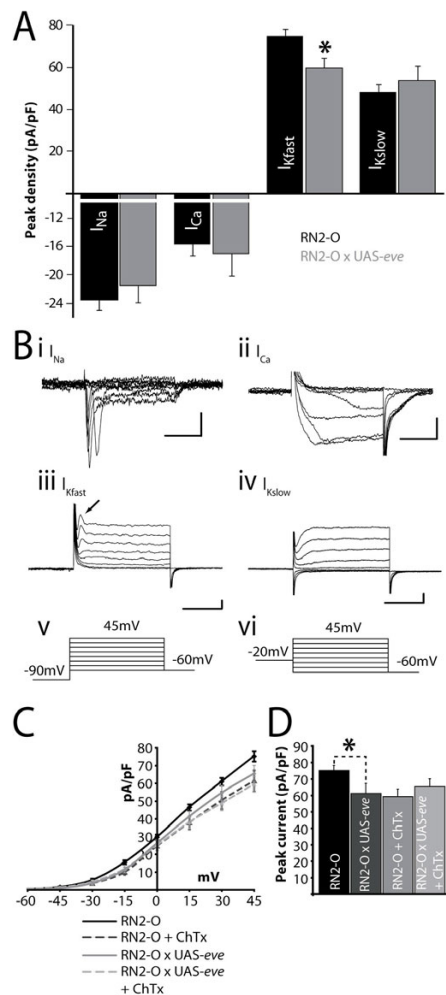 A
Peak density (pA/pF)
80
60
40
20
-12
-16
-20
-24
INa
ICa
IKfast
*
IKslow
RN2-O
RN2-O x UAS-eve
B
i INa
ii ICa
iii IKfast
iv IKslow
v
45mV
-90mV
-60mV
vi
45mV
-20mV
-60mV
C
pA/pF
80
70
60
50
40
30
20
10
-60 -45 -30 -15 0 15 30 45
mV
RN2-O
RN2-O + ChTx
RN2-O x UAS-eve
RN2-O x UAS-eve
+ ChTx
D
Peak current (pA/pF)
90
80
70
60
50
40
30
20
10
0
*
RN2-O
RN2-O x UAS-eve
RN2-O + ChTx
RN2-O x UAS-eve
+ ChTx